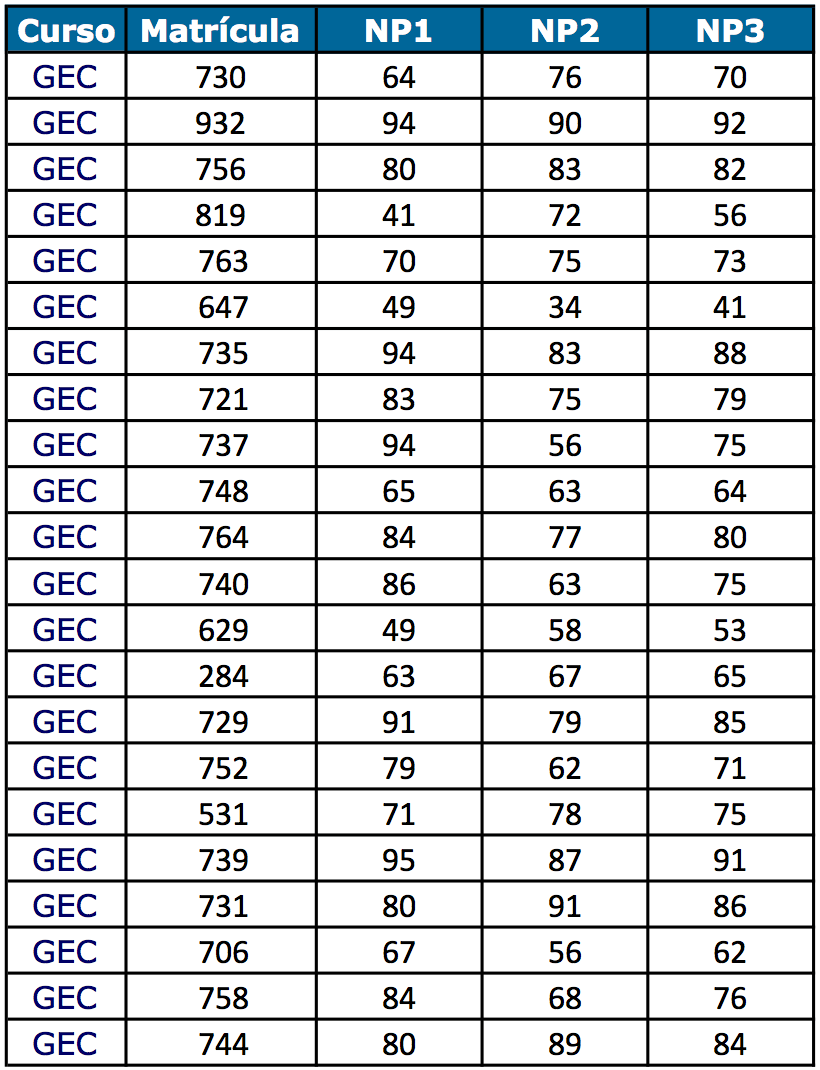 Curso Matrícula NP1 NP2 NP3
GEC 730 64 76 70
GEC 932 94 90 92
GEC 756 80 83 82
GEC 819 41 72 56
GEC 763 70 75 73
GEC 647 49 34 41
GEC 735 94 83 88
GEC 721 83 75 79
GEC 737 94 56 75
GEC 748 65 63 64
GEC 764 84 77 80
GEC 740 86 63 75
GEC 629 49 58 53
GEC 284 63 67 65
GEC 729 91 79 85
GEC 752 79 62 71
GEC 531 71 78 75
GEC 739 95 87 91
GEC 731 80 91 86
GEC 706 67 56 62
GEC 758 84 68 76
GEC 744 80 89 84